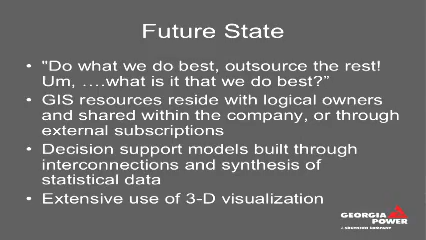 Future State
• "Do what we do best, outsource the rest!
Um, ….what is it that we do best?”
• GIS resources reside with logical owners
and shared within the company, or through
external subscriptions
• Decision support models built through
interconnections and synthesis of
statistical data
• Extensive use of 3-D visualization
GEORGIA
POWER
A SOUTHERN COMPANY